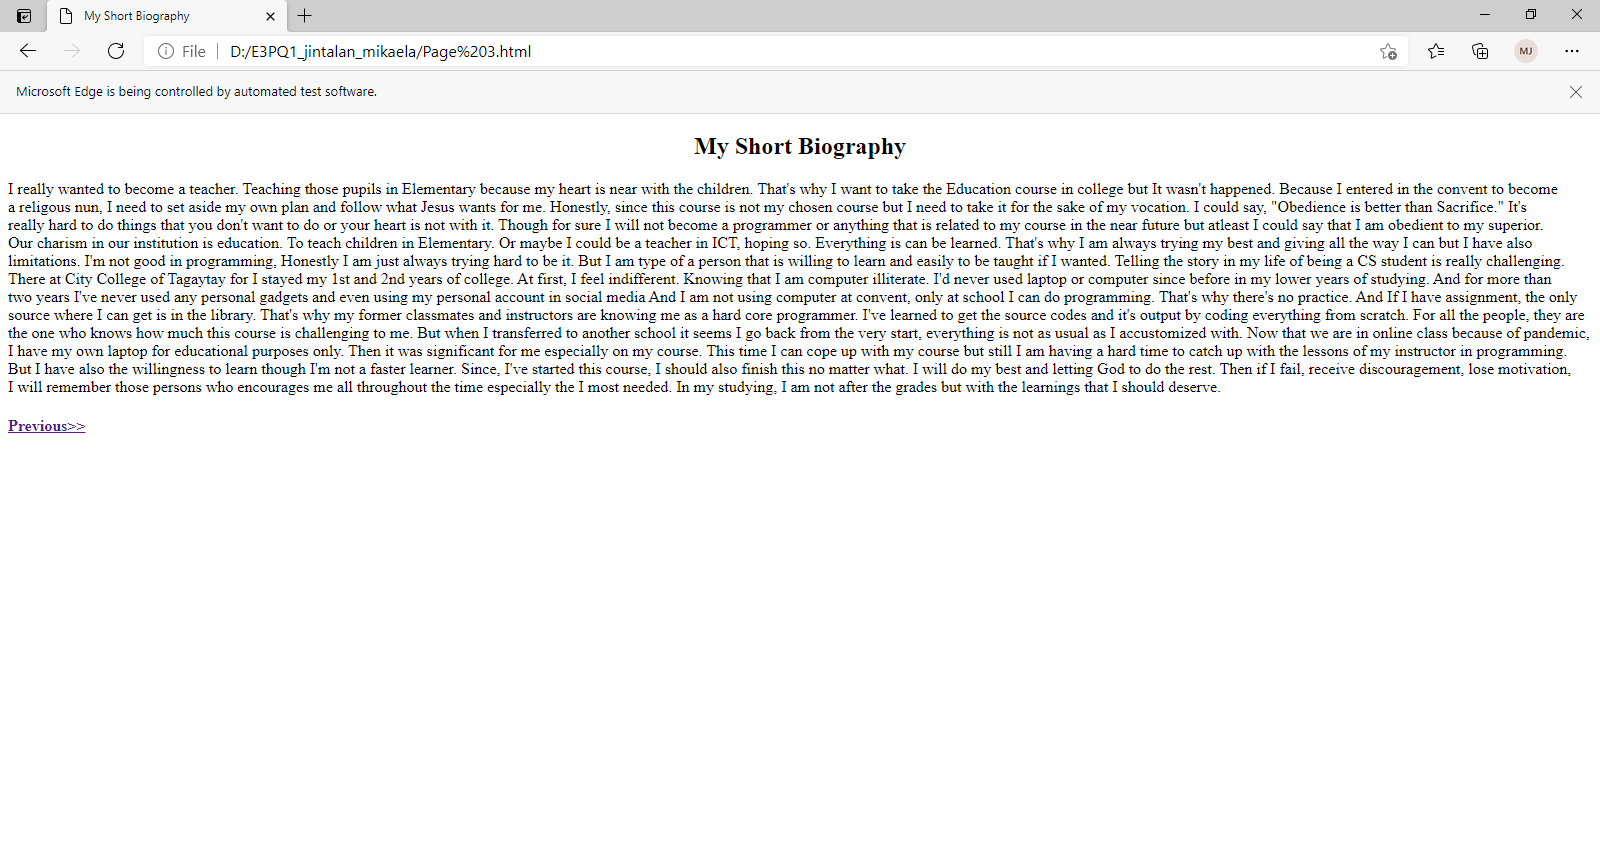 My Short Biography
File | D:/E3PQ1_jintalan_mikaela/Page%203.html
MJ
Microsoft Edge is being controlled by automated test software.
My Short Biography
I really wanted to become a teacher. Teaching those pupils in Elementary because my heart is near with the children. That's why I want to take the Education course in college but It wasn't happened. Because I entered in the convent to become
a religous nun, I need to set aside my own plan and follow what Jesus wants for me. Honestly, since this course is not my chosen course but I need to take it for the sake of my vocation. I could say, "Obedience is better than Sacrifice." It's
really hard to do things that you don't want to do or your heart is not with it. Though for sure I will not become a programmer or anything that is related to my course in the near future but atleast I could say that I am obedient to my superior.
Our charism in our institution is education. To teach children in Elementary. Or maybe I could be a teacher in ICT, hoping so. Everything is can be learned. That's why I am always trying my best and giving all the way I can but I have also
limitations. I'm not good in programming, Honestly I am just always trying hard to be it. But I am type of a person that is willing to learn and easily to be taught if I wanted. Telling the story in my life of being a CS student is really challenging.
There at City College of Tagaytay for I stayed my 1st and 2nd years of college. At first, I feel indifferent. Knowing that I am computer illiterate. I'd never used laptop or computer since before in my lower years of studying. And for more than
two years I've never used any personal gadgets and even using my personal account in social media And I am not using computer at convent, only at school I can do programming. That's why there's no practice. And If I have assignment, the only
source where I can get is in the library. That's why my former classmates and instructors are knowing me as a hard core programmer. I've learned to get the source codes and it's output by coding everything from scratch. For all the people, they are
the one who knows how much this course is challenging to me. But when I transferred to another school it seems I go back from the very start, everything is not as usual as I accustomized with. Now that we are in online class because of pandemic,
I have my own laptop for educational purposes only. Then it was significant for me especially on my course. This time I can cope up with my course but still I am having a hard time to catch up with the lessons of my instructor in programming.
But I have also the willingness to learn though I'm not a faster learner. Since, I've started this course, I should also finish this no matter what. I will do my best and letting God to do the rest. Then if I fail, receive discouragement, lose motivation,
I will remember those persons who encourages me all throughout the time especially the I most needed. In my studying, I am not after the grades but with the learnings that I should deserve.
Previous>>